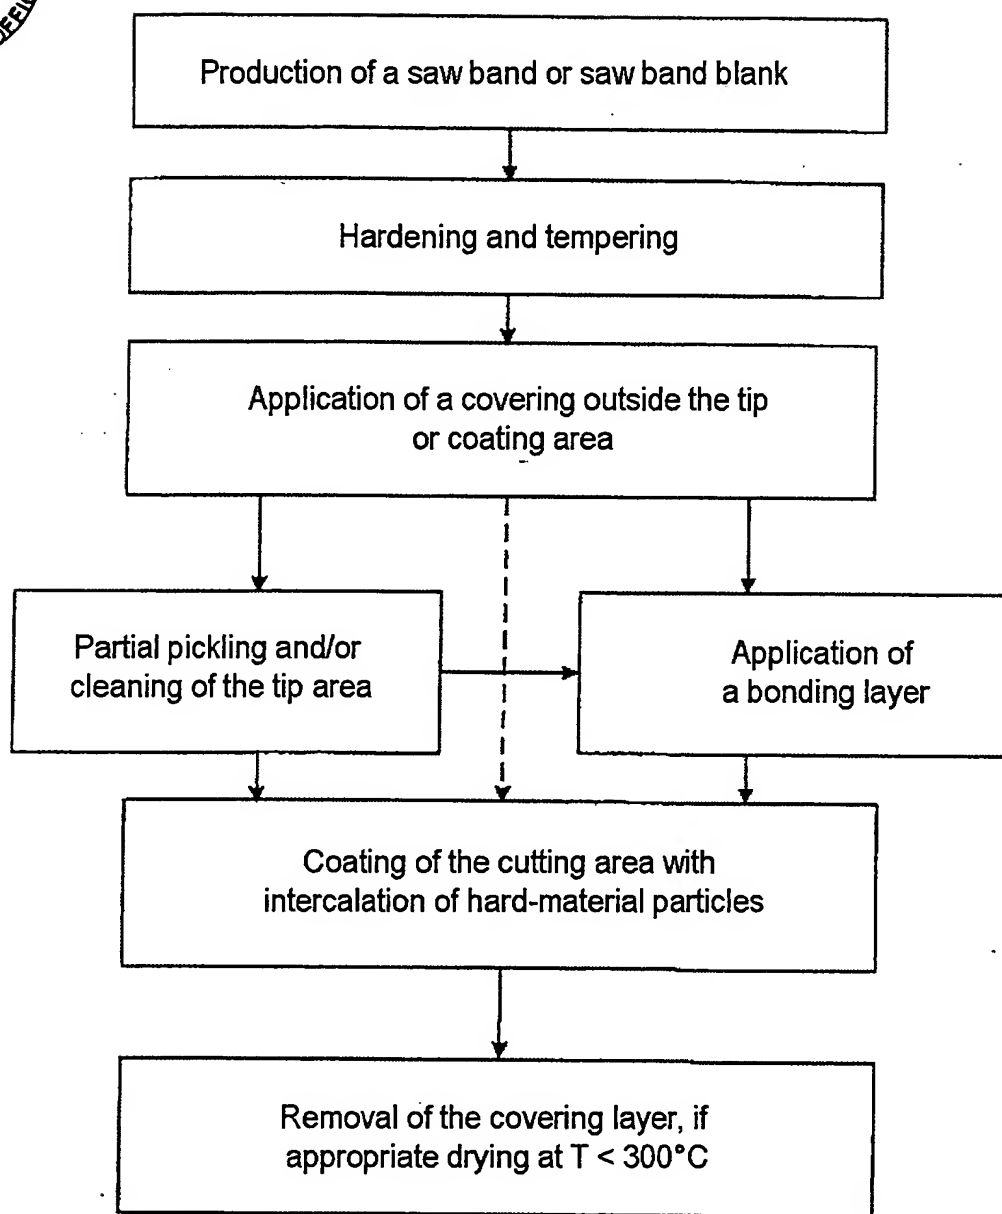 Production of a saw band or saw band blank
Hardening and tempering
Application of a covering outside the tip
or coating area
Partial pickling and/or
cleaning of the tip area
Application of
a bonding layer
Coating of the cutting area with
intercalation of hard-material particles
Removal of the covering layer, if
appropriate drying at T < 300°C